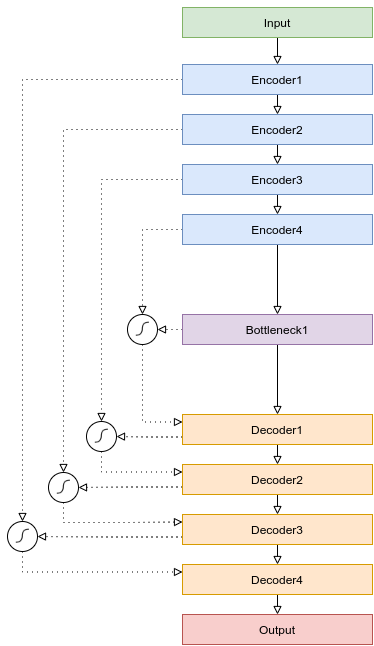 Input
Encoder1
Encoder2
Encoder3
Encoder4
Bottleneck1
Decoder1
Decoder2
Decoder3
Decoder4
Output